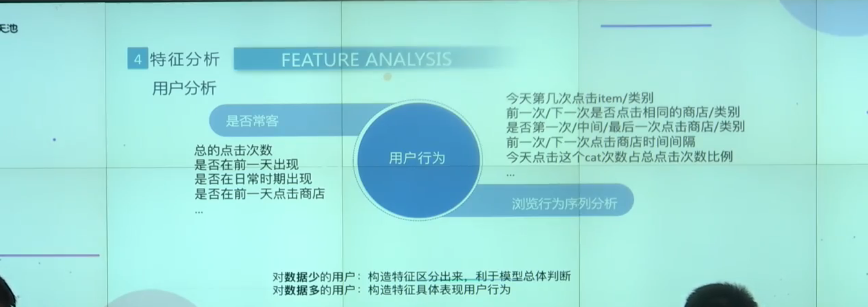 天池
4 特征分析 FEATURE ANALYSIS
用户分析
是否常客
总的点击次数
是否在前一天出现
是否在日常时期出现
是否在前一天点击商店
...
用户行为
今天第几次点击item/类别
前一次/下一次是否点击相同的商店/类别
是否第一次/中间/最后一次点击商店/类别
前一次/下一次点击商店时间间隔
今天点击这个cat次数占总点击次数比例
...
浏览行为序列分析
对数据少的用户：构造特征区分出来，利于模型总体判断
对数据多的用户：构造特征具体表现用户行为